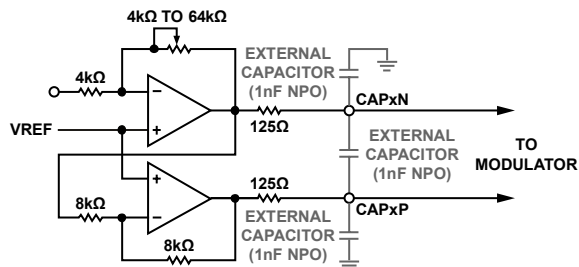 4kΩ TO 64kΩ
EXTERNAL
CAPACITOR
(1nF NPO)
4kΩ
CAPxN
125Ω
VREF
EXTERNAL
CAPACITOR
(1nF NPO)
TO
MODULATOR
125Ω
CAPxP
8kΩ
EXTERNAL
CAPACITOR
(1nF NPO)
8kΩ